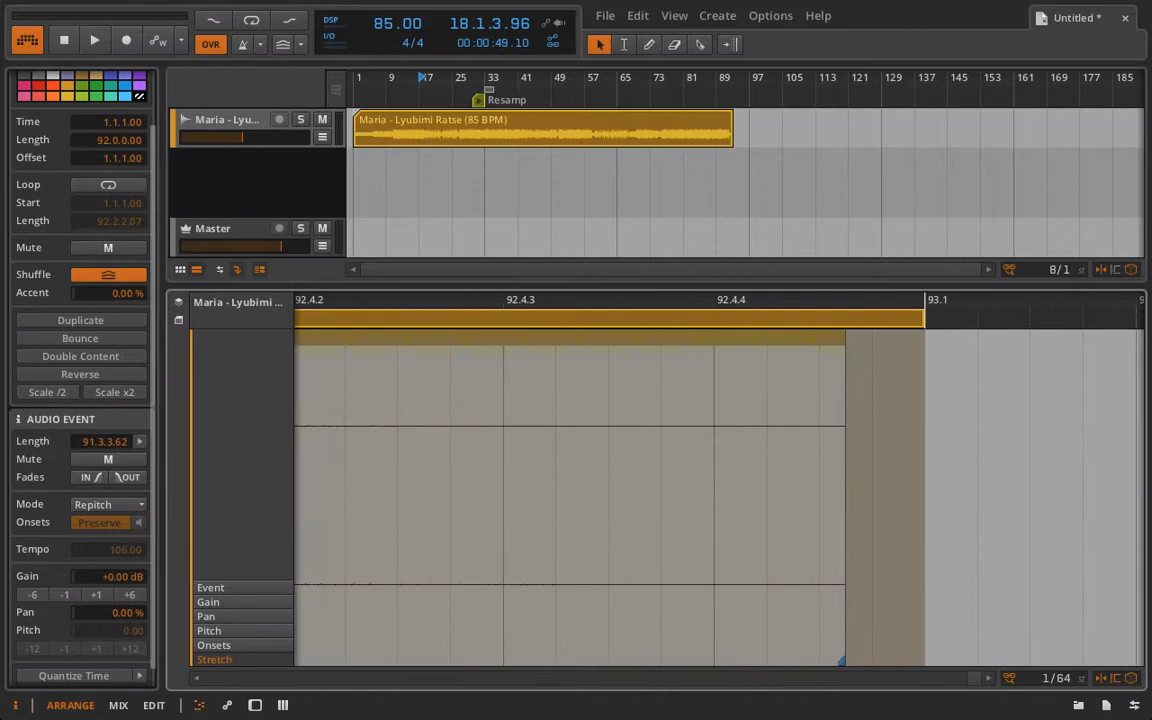 DSP
I/O
85.00
18.1.3.96
4/4
00:00:49.10
OVR
File Edit View Create Options Help
Untitled *
1 9 17 25 33 41 49 57 65 73 81 89 97 105 113 121 129 137 145 153 161 169 177 185
Resamp
Maria - Lyu... S M
Maria - Lyubimi Ratse (85 BPM)
Master S M
8/1
Time 1.1.1.00
Length 92.0.0.00
Offset 1.1.1.00
Loop
Start 1.1.1.00
Length 92.2.2.07
Mute M
Shuffle
Accent 0.00 %
Duplicate
Bounce
Double Content
Reverse
Scale /2 Scale x2
AUDIO EVENT
Length 91.3.3.62
Mute M
Fades IN OUT
Mode Repitch
Onsets Preserve
Tempo 106.00
Gain +0.00 dB
-6 -1 +1 +6
Pan 0.00 %
Pitch 0.00
-12 -1 +1 +12
Quantize Time
Maria - Lyubimi ...
92.4.2 92.4.3 92.4.4 93.1
Event
Gain
Pan
Pitch
Onsets
Stretch
1/64
ARRANGE MIX EDIT